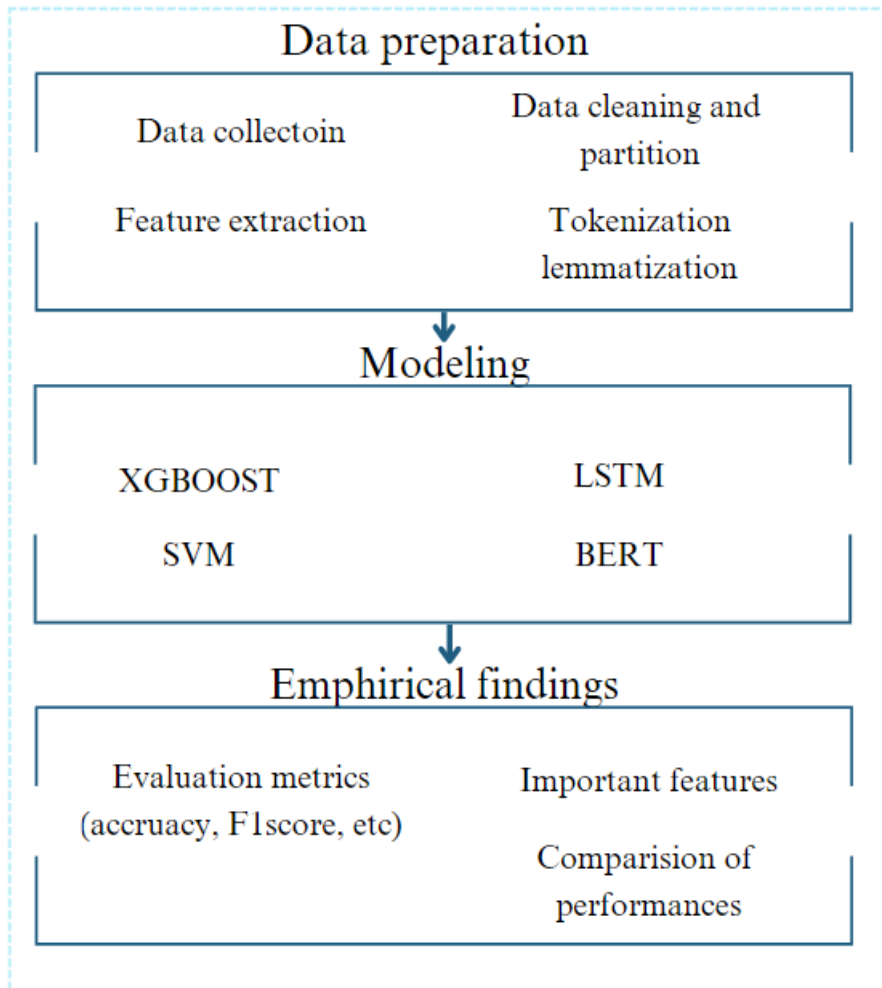 Data preparation
Data collectoin
Data cleaning and
partition
Feature extraction
Tokenization
lemmatization
Modeling
XGBOOST
LSTM
SVM
BERT
Emphirical findings
Evaluation metrics
(accruacy, F1score, etc)
Important features
Comparision of
performances